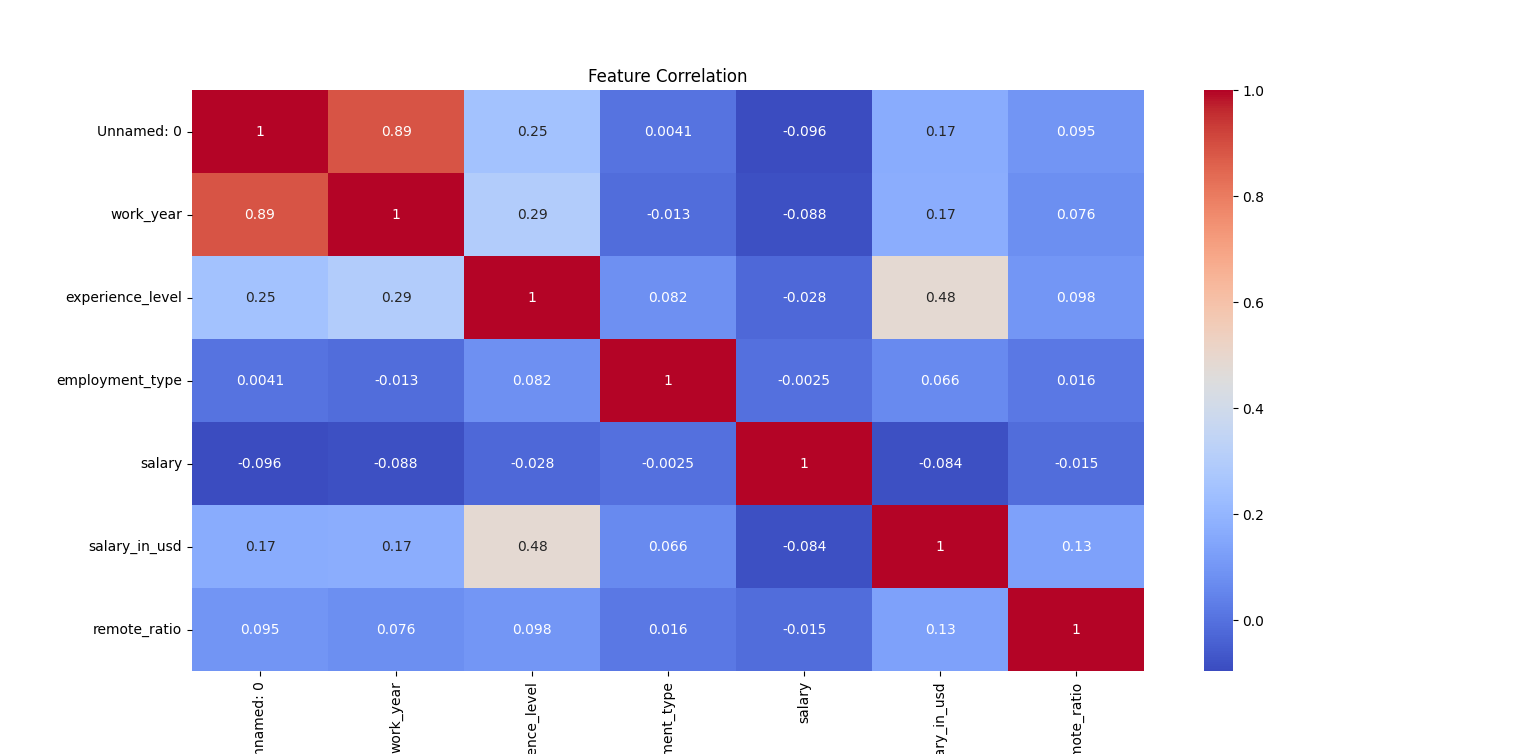 Feature Correlation
Unnamed: 0 1 0.89 0.25 0.0041 -0.096 0.17 0.095
work_year 0.89 1 0.29 -0.013 -0.088 0.17 0.076
experience_level 0.25 0.29 1 0.082 -0.028 0.48 0.098
employment_type 0.0041 -0.013 0.082 1 -0.0025 0.066 0.016
salary -0.096 -0.088 -0.028 -0.0025 1 -0.084 -0.015
salary_in_usd 0.17 0.17 0.48 0.066 -0.084 1 0.13
remote_ratio 0.095 0.076 0.098 0.016 -0.015 0.13 1
nnamed: 0
work_year
ence_level
ment_type
salary
ary_in_usd
mote_ratio
1.0
0.8
0.6
0.4
0.2
0.0